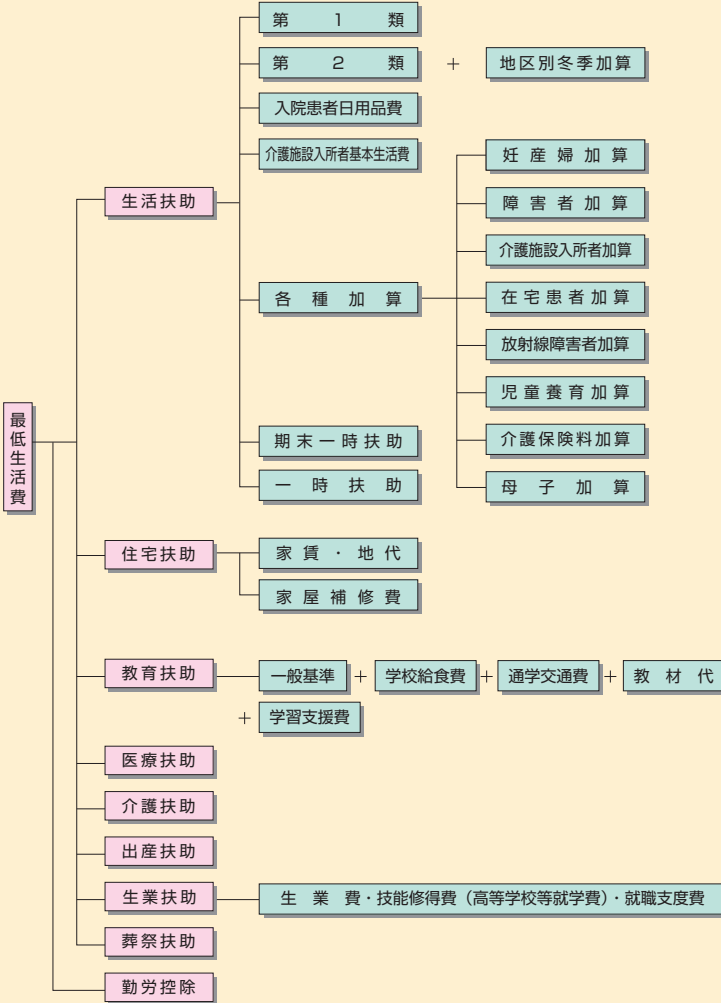 最低生活費
生活扶助
第1類
第2類 + 地区別冬季加算
入院患者日用品費
介護施設入所者基本生活費
各種加算
妊産婦加算
障害者加算
介護施設入所者加算
在宅患者加算
放射線障害者加算
児童養育加算
介護保険料加算
母子加算
期末一時扶助
一時扶助
住宅扶助
家賃・地代
家屋補修費
教育扶助
一般基準 + 学校給食費 + 通学交通費 + 教材代
+ 学習支援費
医療扶助
介護扶助
出産扶助
生業扶助
生業費・技能修得費(高等学校等就学費)・就職支度費
葬祭扶助
勤労控除